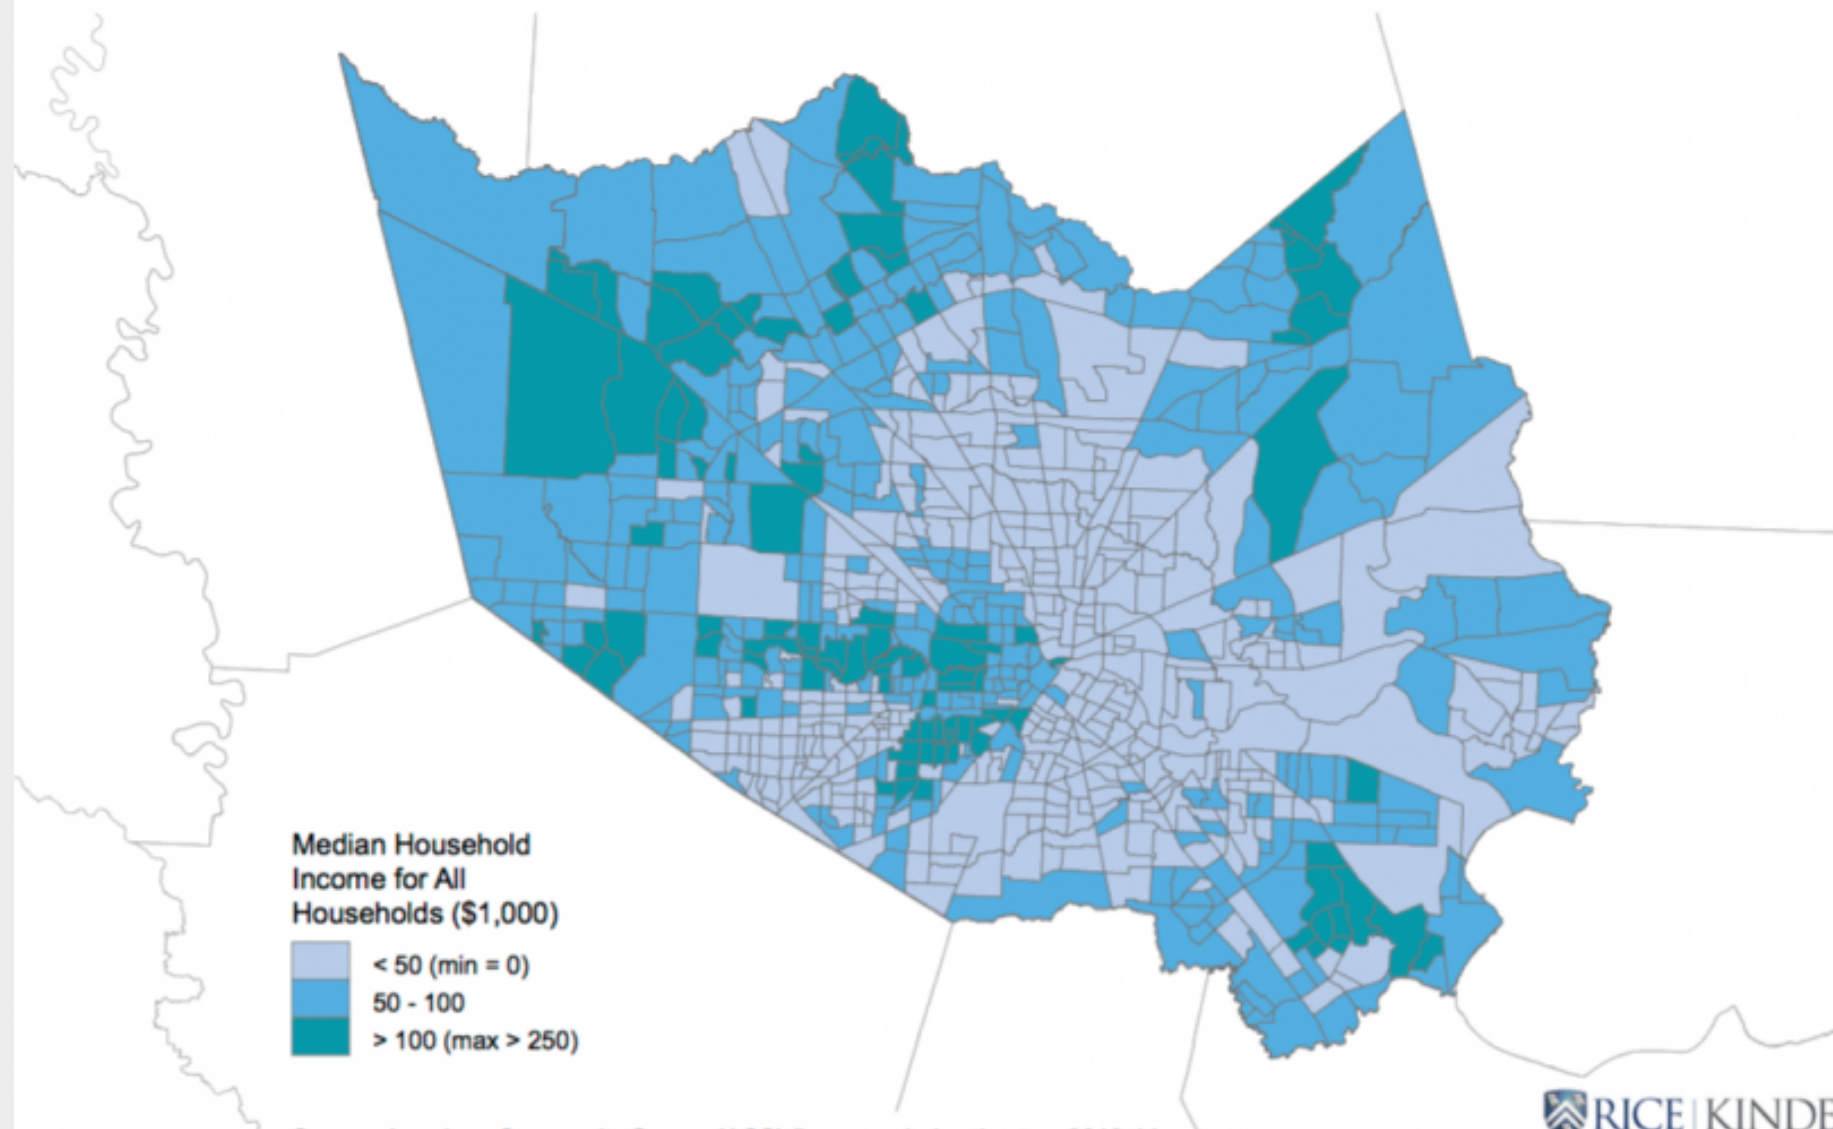 Median Household
Income for All
Households ($1,000)
< 50 (min = 0)
50 - 100
> 100 (max > 250)
RICE | KINDE